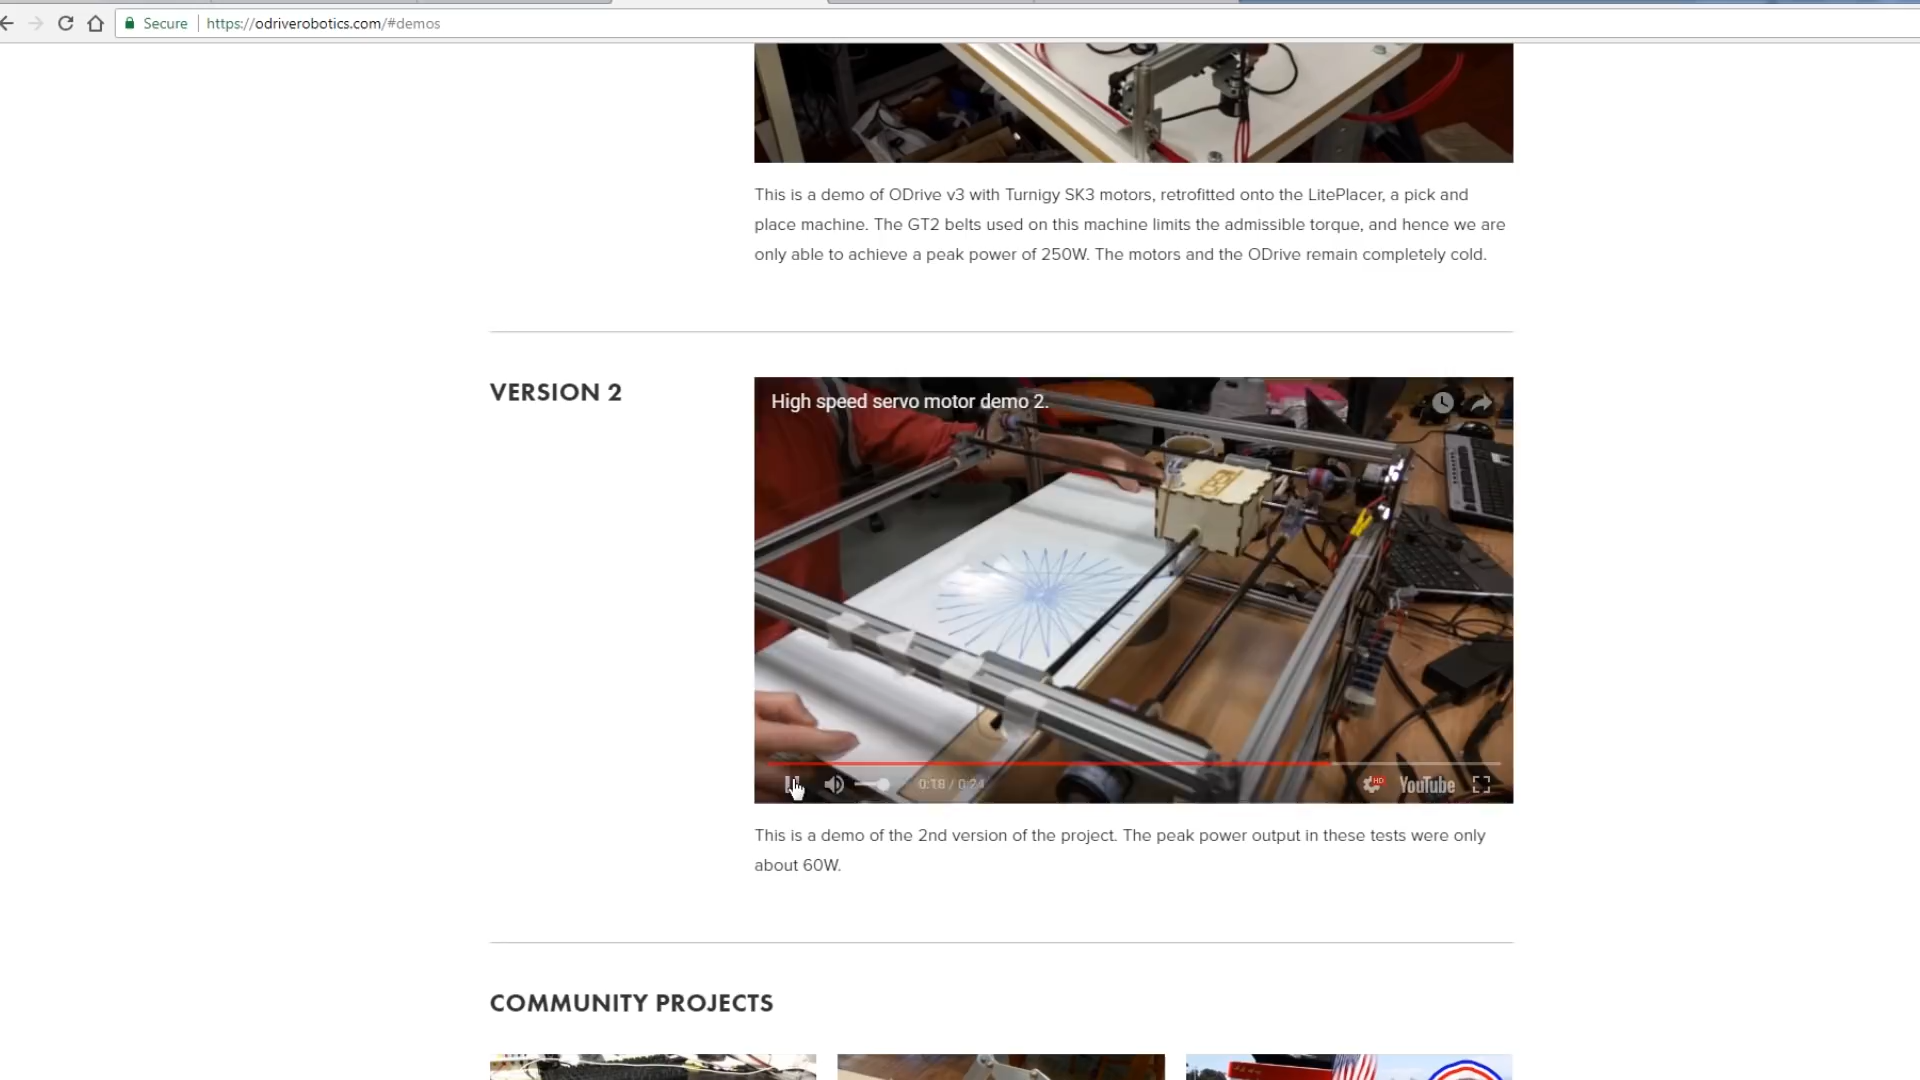 Secure https://odriverobotics.com/#demos
This is a demo of ODrive v3 with Turnigy SK3 motors, retrofitted onto the LitePlacer, a pick and
place machine. The GT2 belts used on this machine limits the admissible torque, and hence we are
only able to achieve a peak power of 250W. The motors and the ODrive remain completely cold.
VERSION 2
High speed servo motor demo 2.
0:18 / 0:24
HD
YouTube
This is a demo of the 2nd version of the project. The peak power output in these tests were only
about 60W.
COMMUNITY PROJECTS